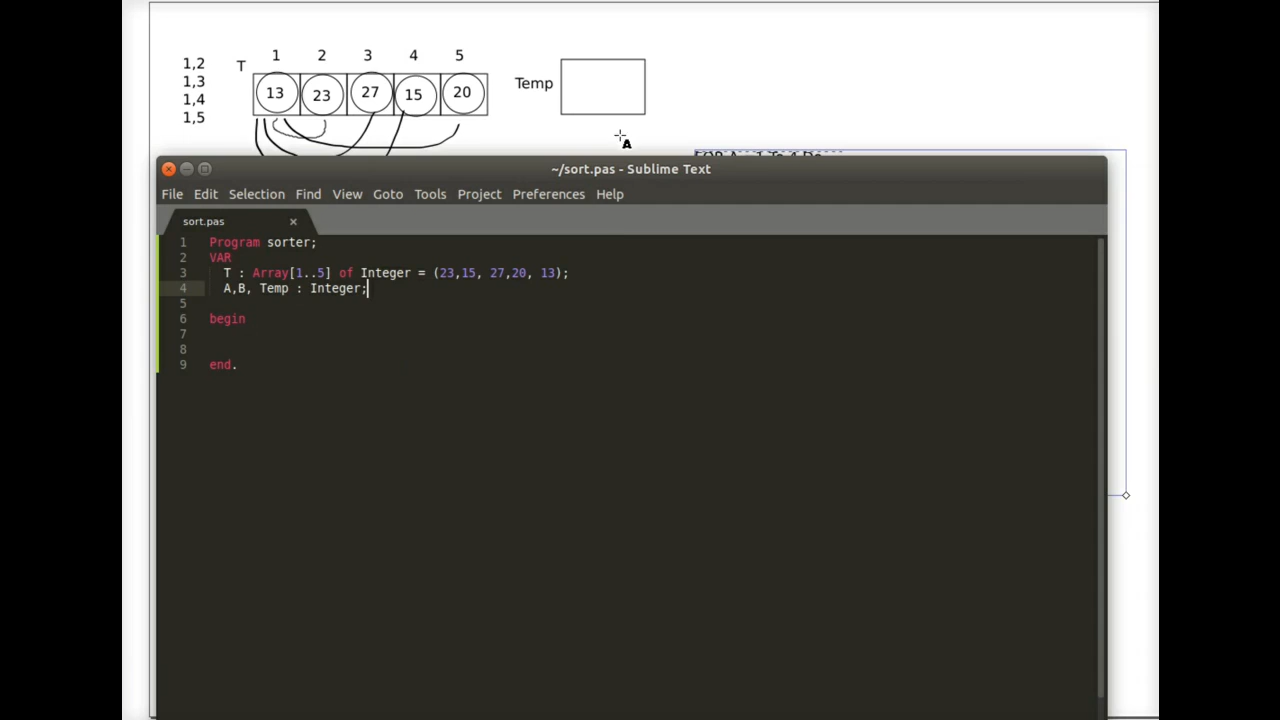 1 2 3 4 5
1,2
1,3
1,4
1,5
T
13 23 27 15 20
Temp
A
~/sort.pas - Sublime Text
File Edit Selection Find View Goto Tools Project Preferences Help
sort.pas ×
1 Program sorter;
2 VAR
3 T : Array[1..5] of Integer = (23,15, 27,20, 13);
4 A,B, Temp : Integer;
5
6 begin
7
8
9 end.